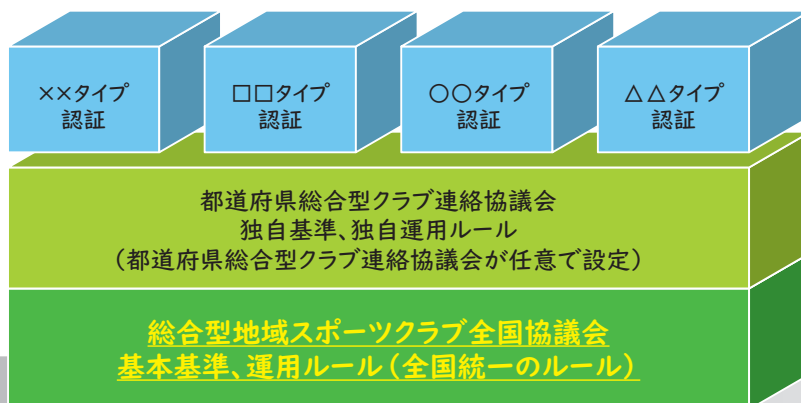 ××タイプ
認証
□□タイプ
認証
○○タイプ
認証
△△タイプ
認証
都道府県総合型クラブ連絡協議会
独自基準、独自運用ルール
（都道府県総合型クラブ連絡協議会が任意で設定）
総合型地域スポーツクラブ全国協議会
基本基準、運用ルール（全国統一のルール）